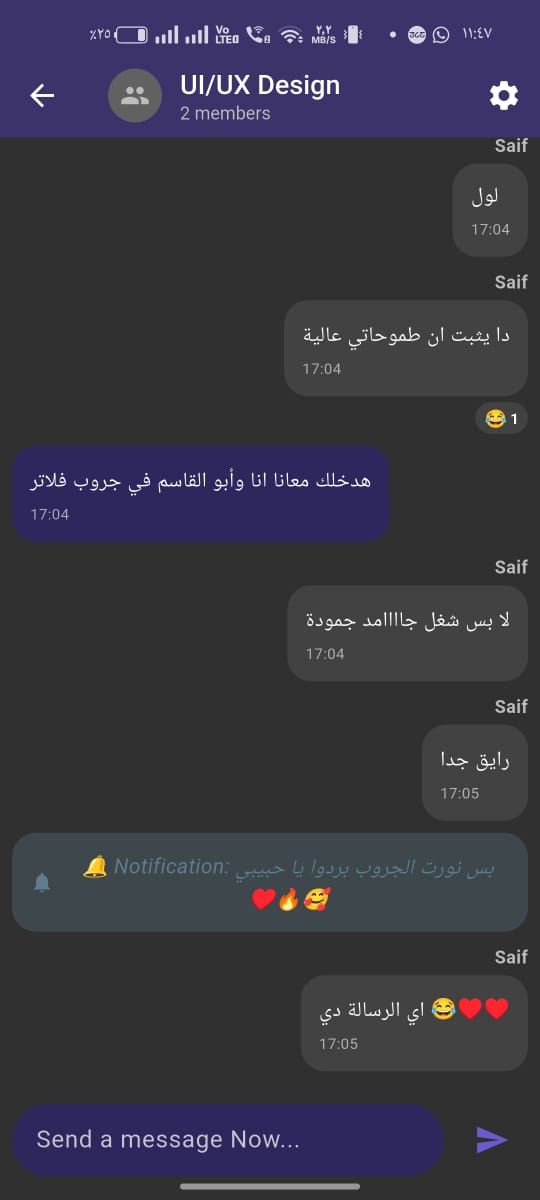 ٪٢٥
Vo
LTE
2
٢,٢
MB/S
١١:٤٧
UI/UX Design
2 members
Saif
لول
17:04
Saif
دا يثبت ان طموحاتي عالية
17:04
😂 1
هدخلك معانا انا وأبو القاسم في جروب فلاتر
17:04
Saif
لا بس شغل جاااامد جمودة
17:04
Saif
رايق جدا
17:05
🔔 Notification: بس نورت الجروب بردوا يا حبيبي
❤️🔥🥰
Saif
اي الرسالة دي 😂❤️❤️
17:05
Send a message Now...